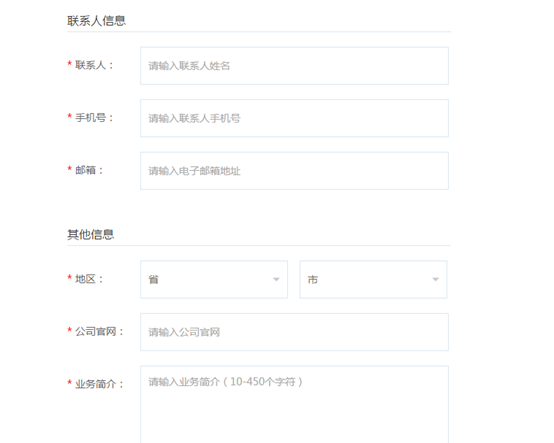 联系人信息
* 联系人： 请输入联系人姓名
* 手机号： 请输入联系人手机号
* 邮箱： 请输入电子邮箱地址
其他信息
* 地区： 省 市
* 公司官网： 请输入公司官网
* 业务简介： 请输入业务简介（10-450个字符）